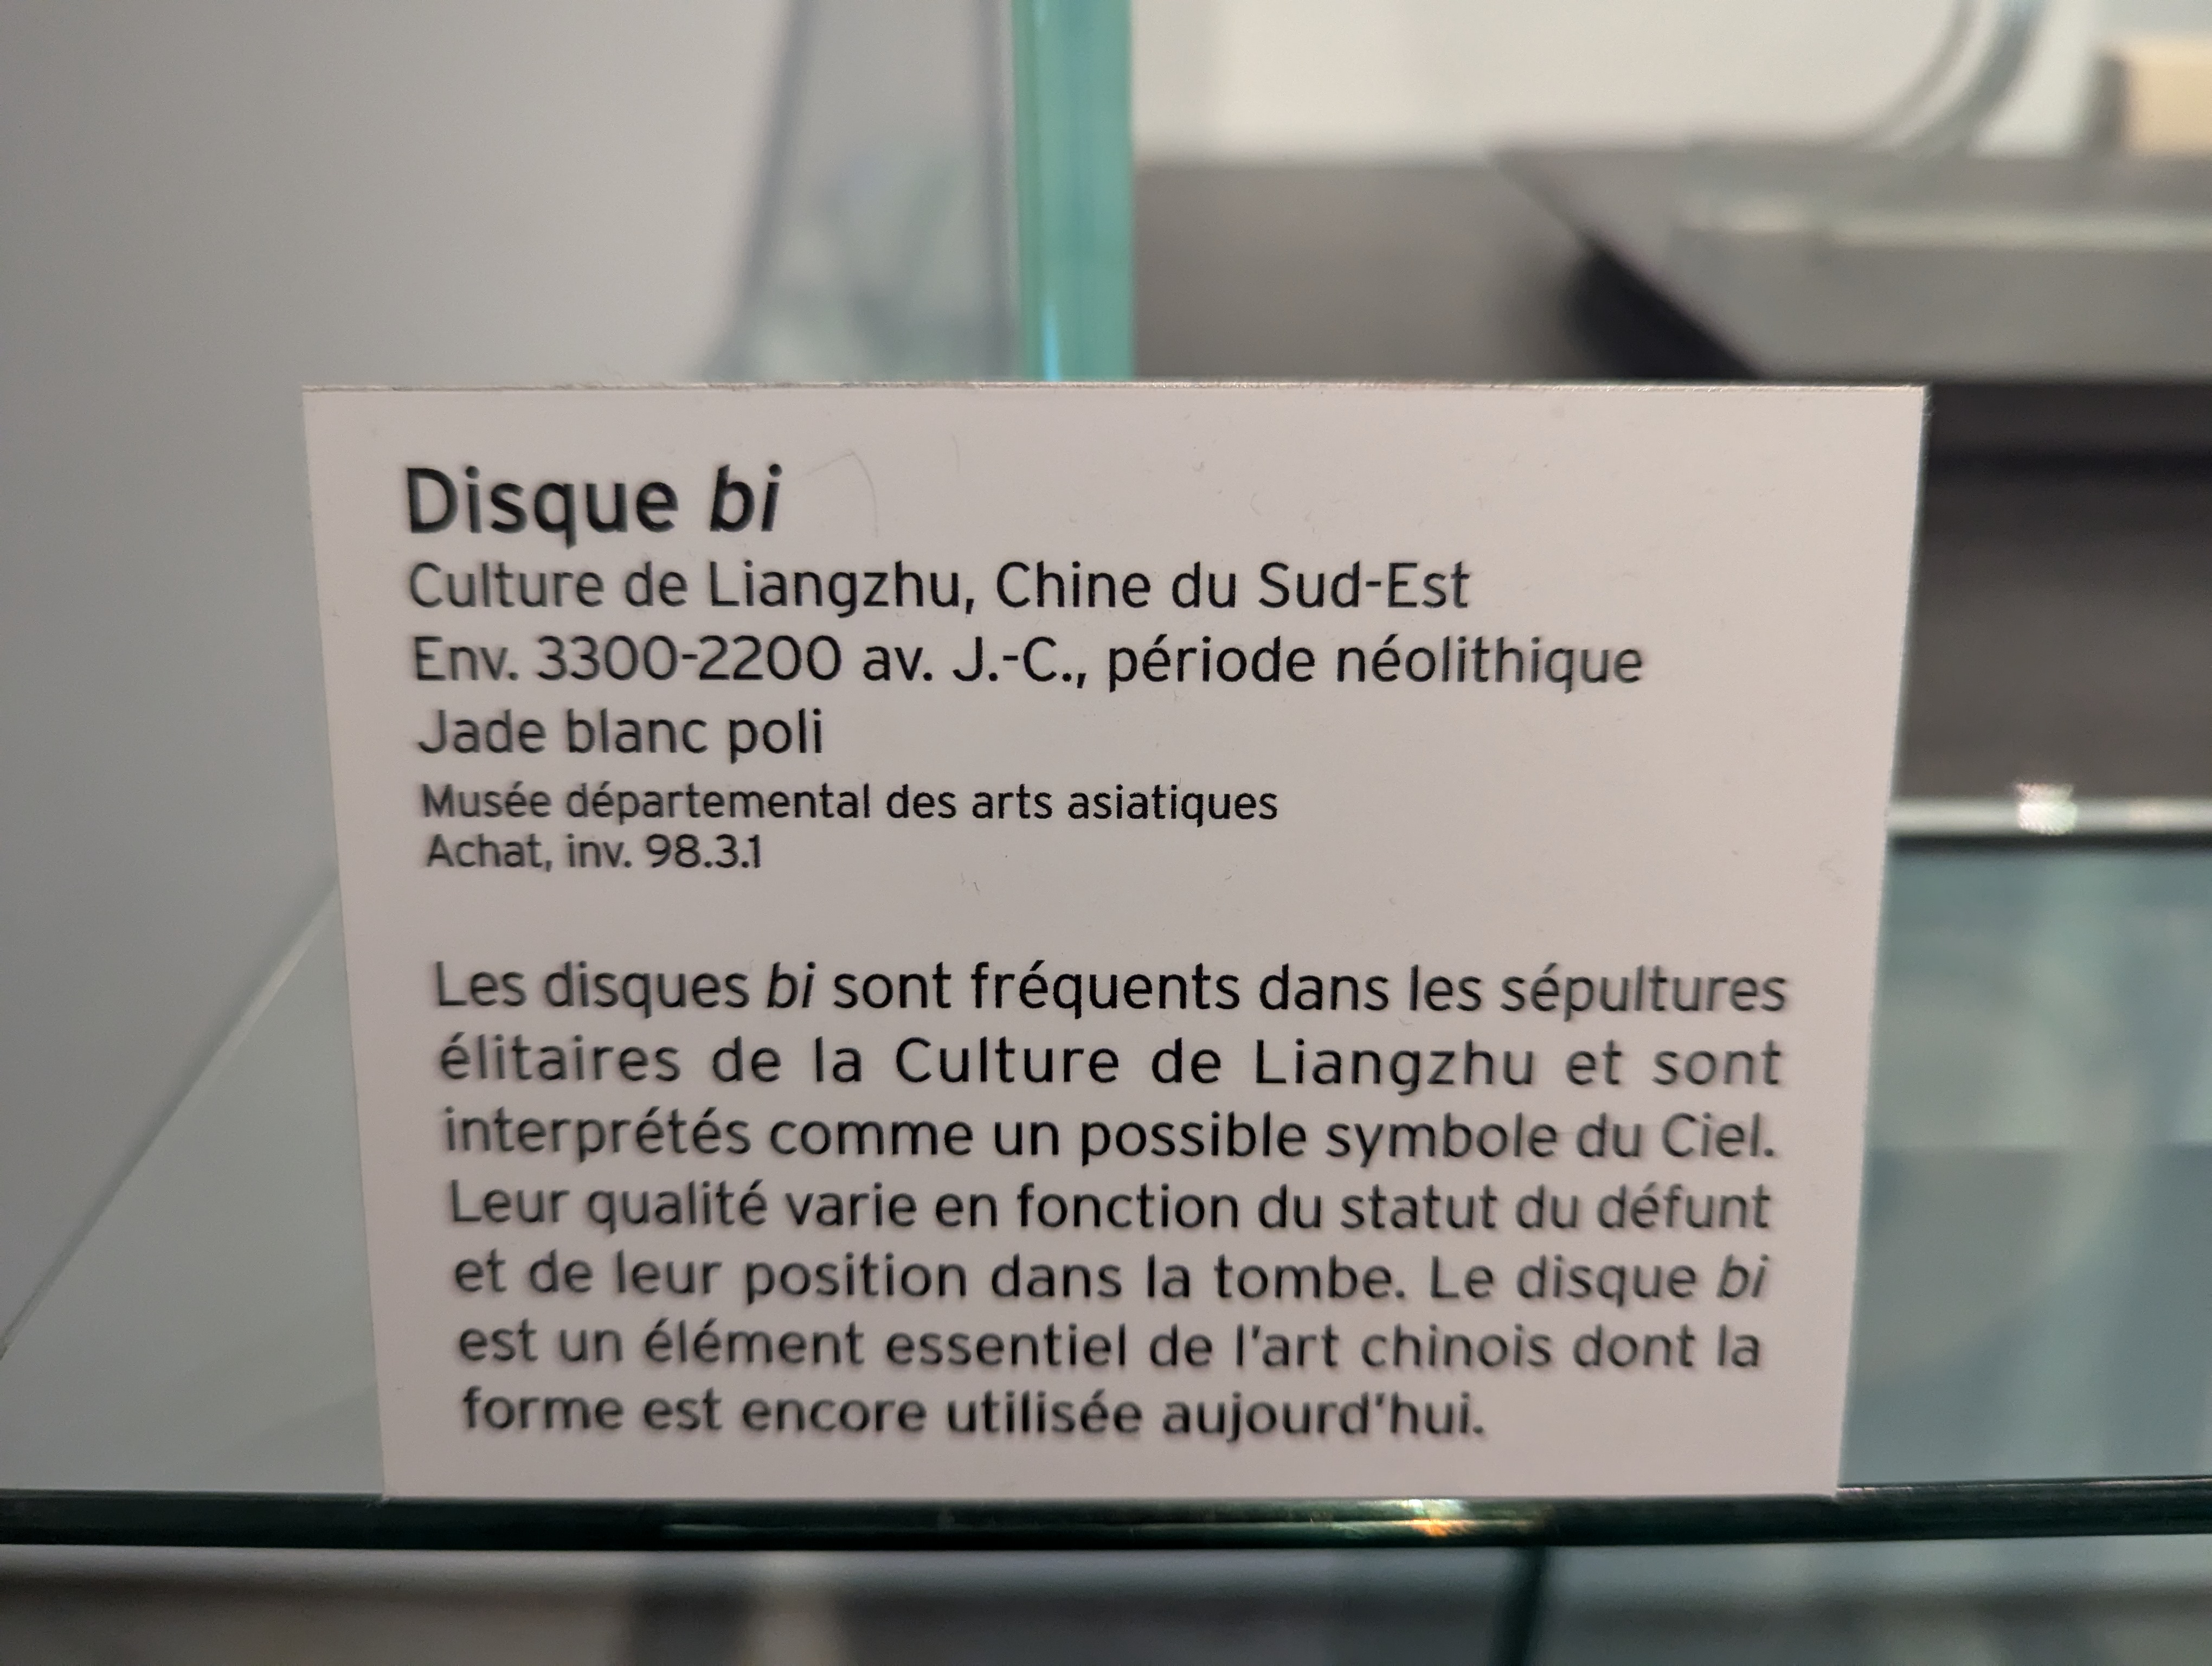 Disque bi
Culture de Liangzhu, Chine du Sud-Est
Env. 3300-2200 av. J.-C., période néolithique
Jade blanc poli
Musée départemental des arts asiatiques
Achat, inv. 98.3.1
Les disques bi sont fréquents dans les sépultures
élitaires de la Culture de Liangzhu et sont
interprétés comme un possible symbole du Ciel.
Leur qualité varie en fonction du statut du défunt
et de leur position dans la tombe. Le disque bi
est un élément essentiel de l'art chinois dont la
forme est encore utilisée aujourd'hui.